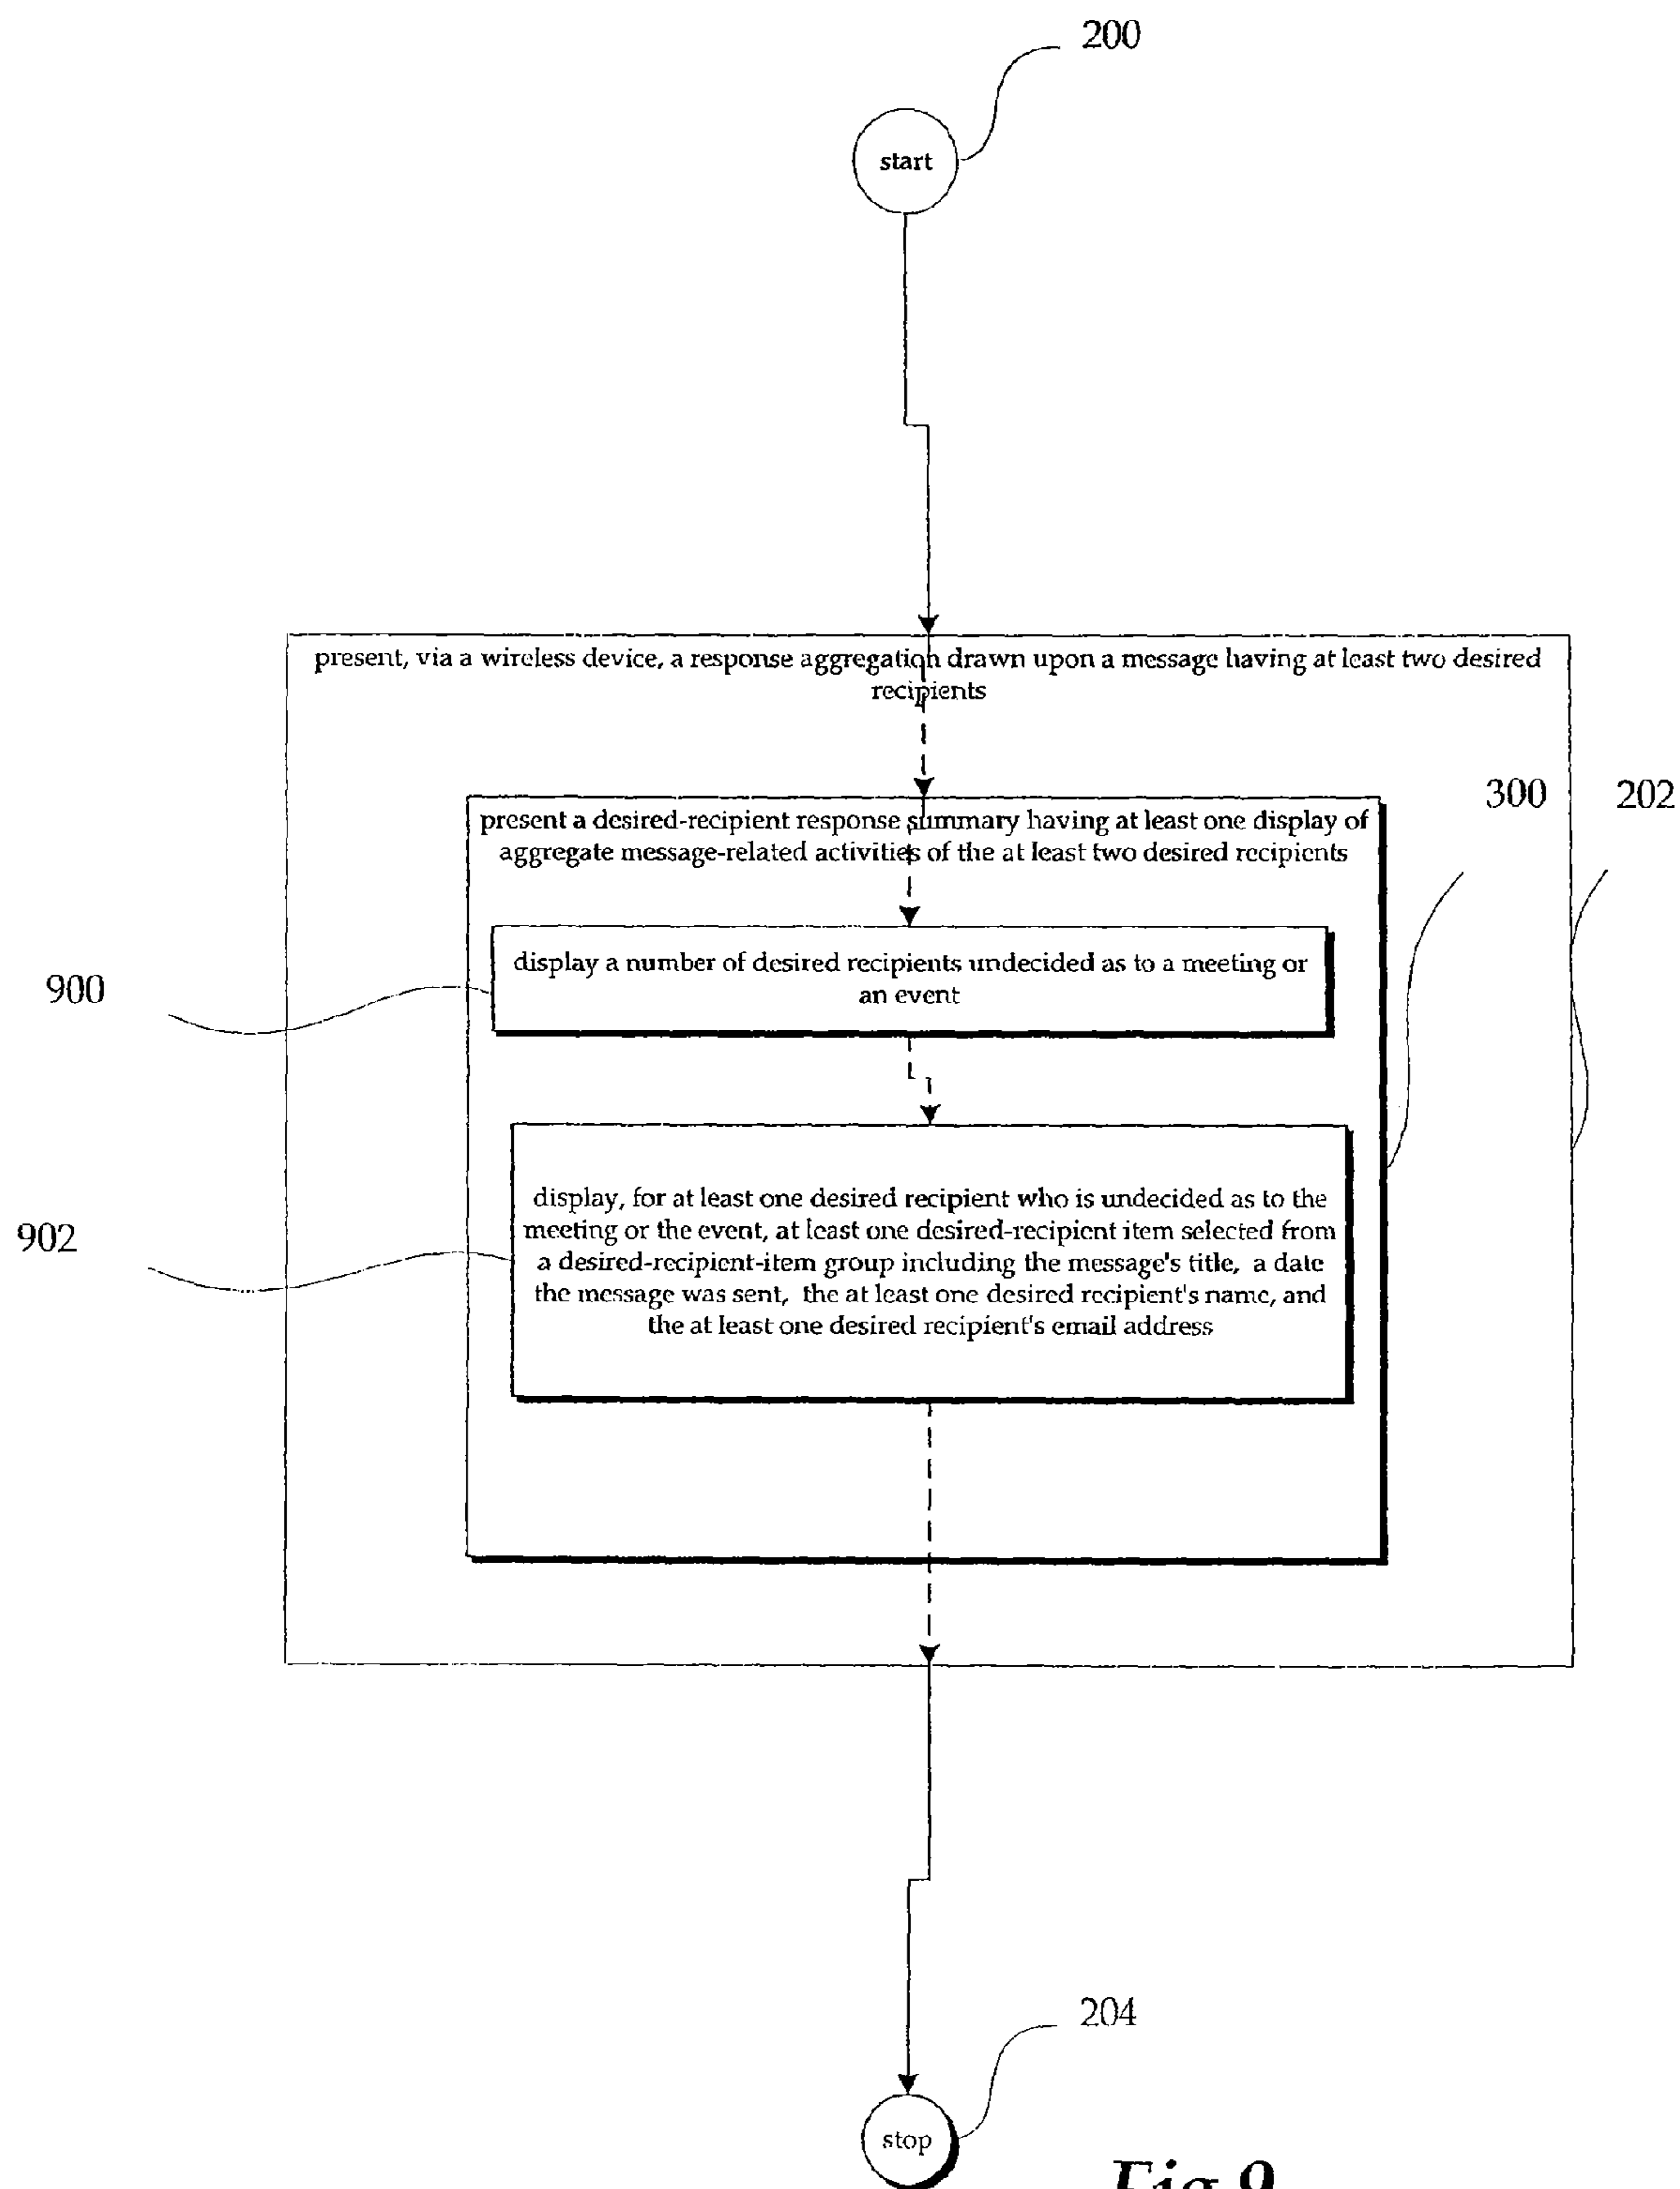 200
start
present, via a wireless device, a response aggregation drawn upon a message having at least two desired
recipients
300
202
present a desired-recipient response summary having at least one display of
aggregate message-related activities of the at least two desired recipients
900
display a number of desired recipients undecided as to a meeting or
an event
902
display, for at least one desired recipient who is undecided as to the
meeting or the event, at least one desired-recipient item selected from
a desired-recipient-item group including the message's title, a date
the message was sent, the at least one desired recipient's name, and
the at least one desired recipient's email address
204
stop
Fig 9